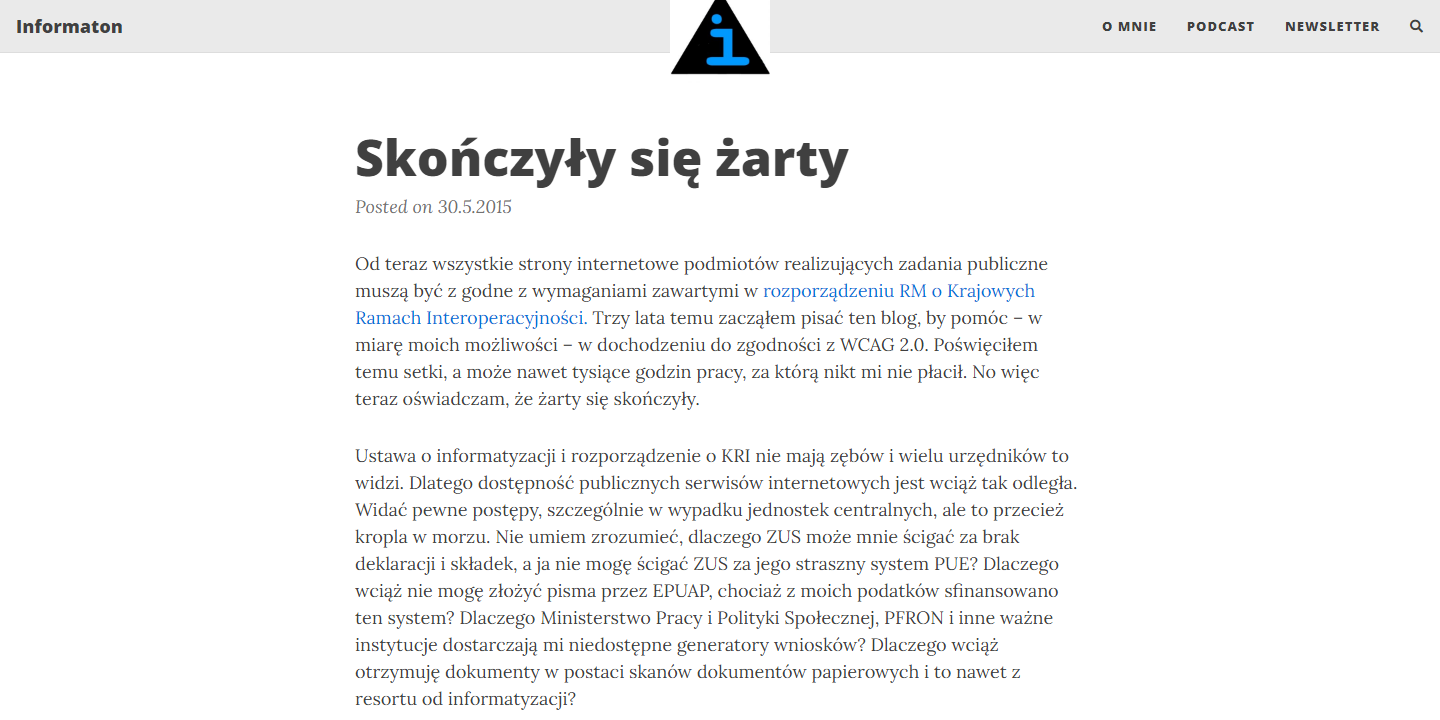 Informaton
i
O MNIE
PODCAST
NEWSLETTER
Skończyły się żarty
Posted on 30.5.2015
Od teraz wszystkie strony internetowe podmiotów realizujących zadania publiczne
muszą być z godne z wymaganiami zawartymi w rozporządzeniu RM o Krajowych
Ramach Interoperacyjności. Trzy lata temu zacząłem pisać ten blog, by pomóc – w
miarę moich możliwości – w dochodzeniu do zgodności z WCAG 2.0. Poświęciłem
temu setki, a może nawet tysiące godzin pracy, za którą nikt mi nie płacił. No więc
teraz oświadczam, że żarty się skończyły.
Ustawa o informatyzacji i rozporządzenie o KRI nie mają zębów i wielu urzędników to
widzi. Dlatego dostępność publicznych serwisów internetowych jest wciąż tak odległa.
Widać pewne postępy, szczególnie w wypadku jednostek centralnych, ale to przecież
kropla w morzu. Nie umiem zrozumieć, dlaczego ZUS może mnie ścigać za brak
deklaracji i składek, a ja nie mogę ścigać ZUS za jego straszny system PUE? Dlaczego
wciąż nie mogę złożyć pisma przez EPUAP, chociaż z moich podatków sfinansowano
ten system? Dlaczego Ministerstwo Pracy i Polityki Społecznej, PFRON i inne ważne
instytucje dostarczają mi niedostępne generatory wniosków? Dlaczego wciąż
otrzymuję dokumenty w postaci skanów dokumentów papierowych i to nawet z
resortu od informatyzacji?